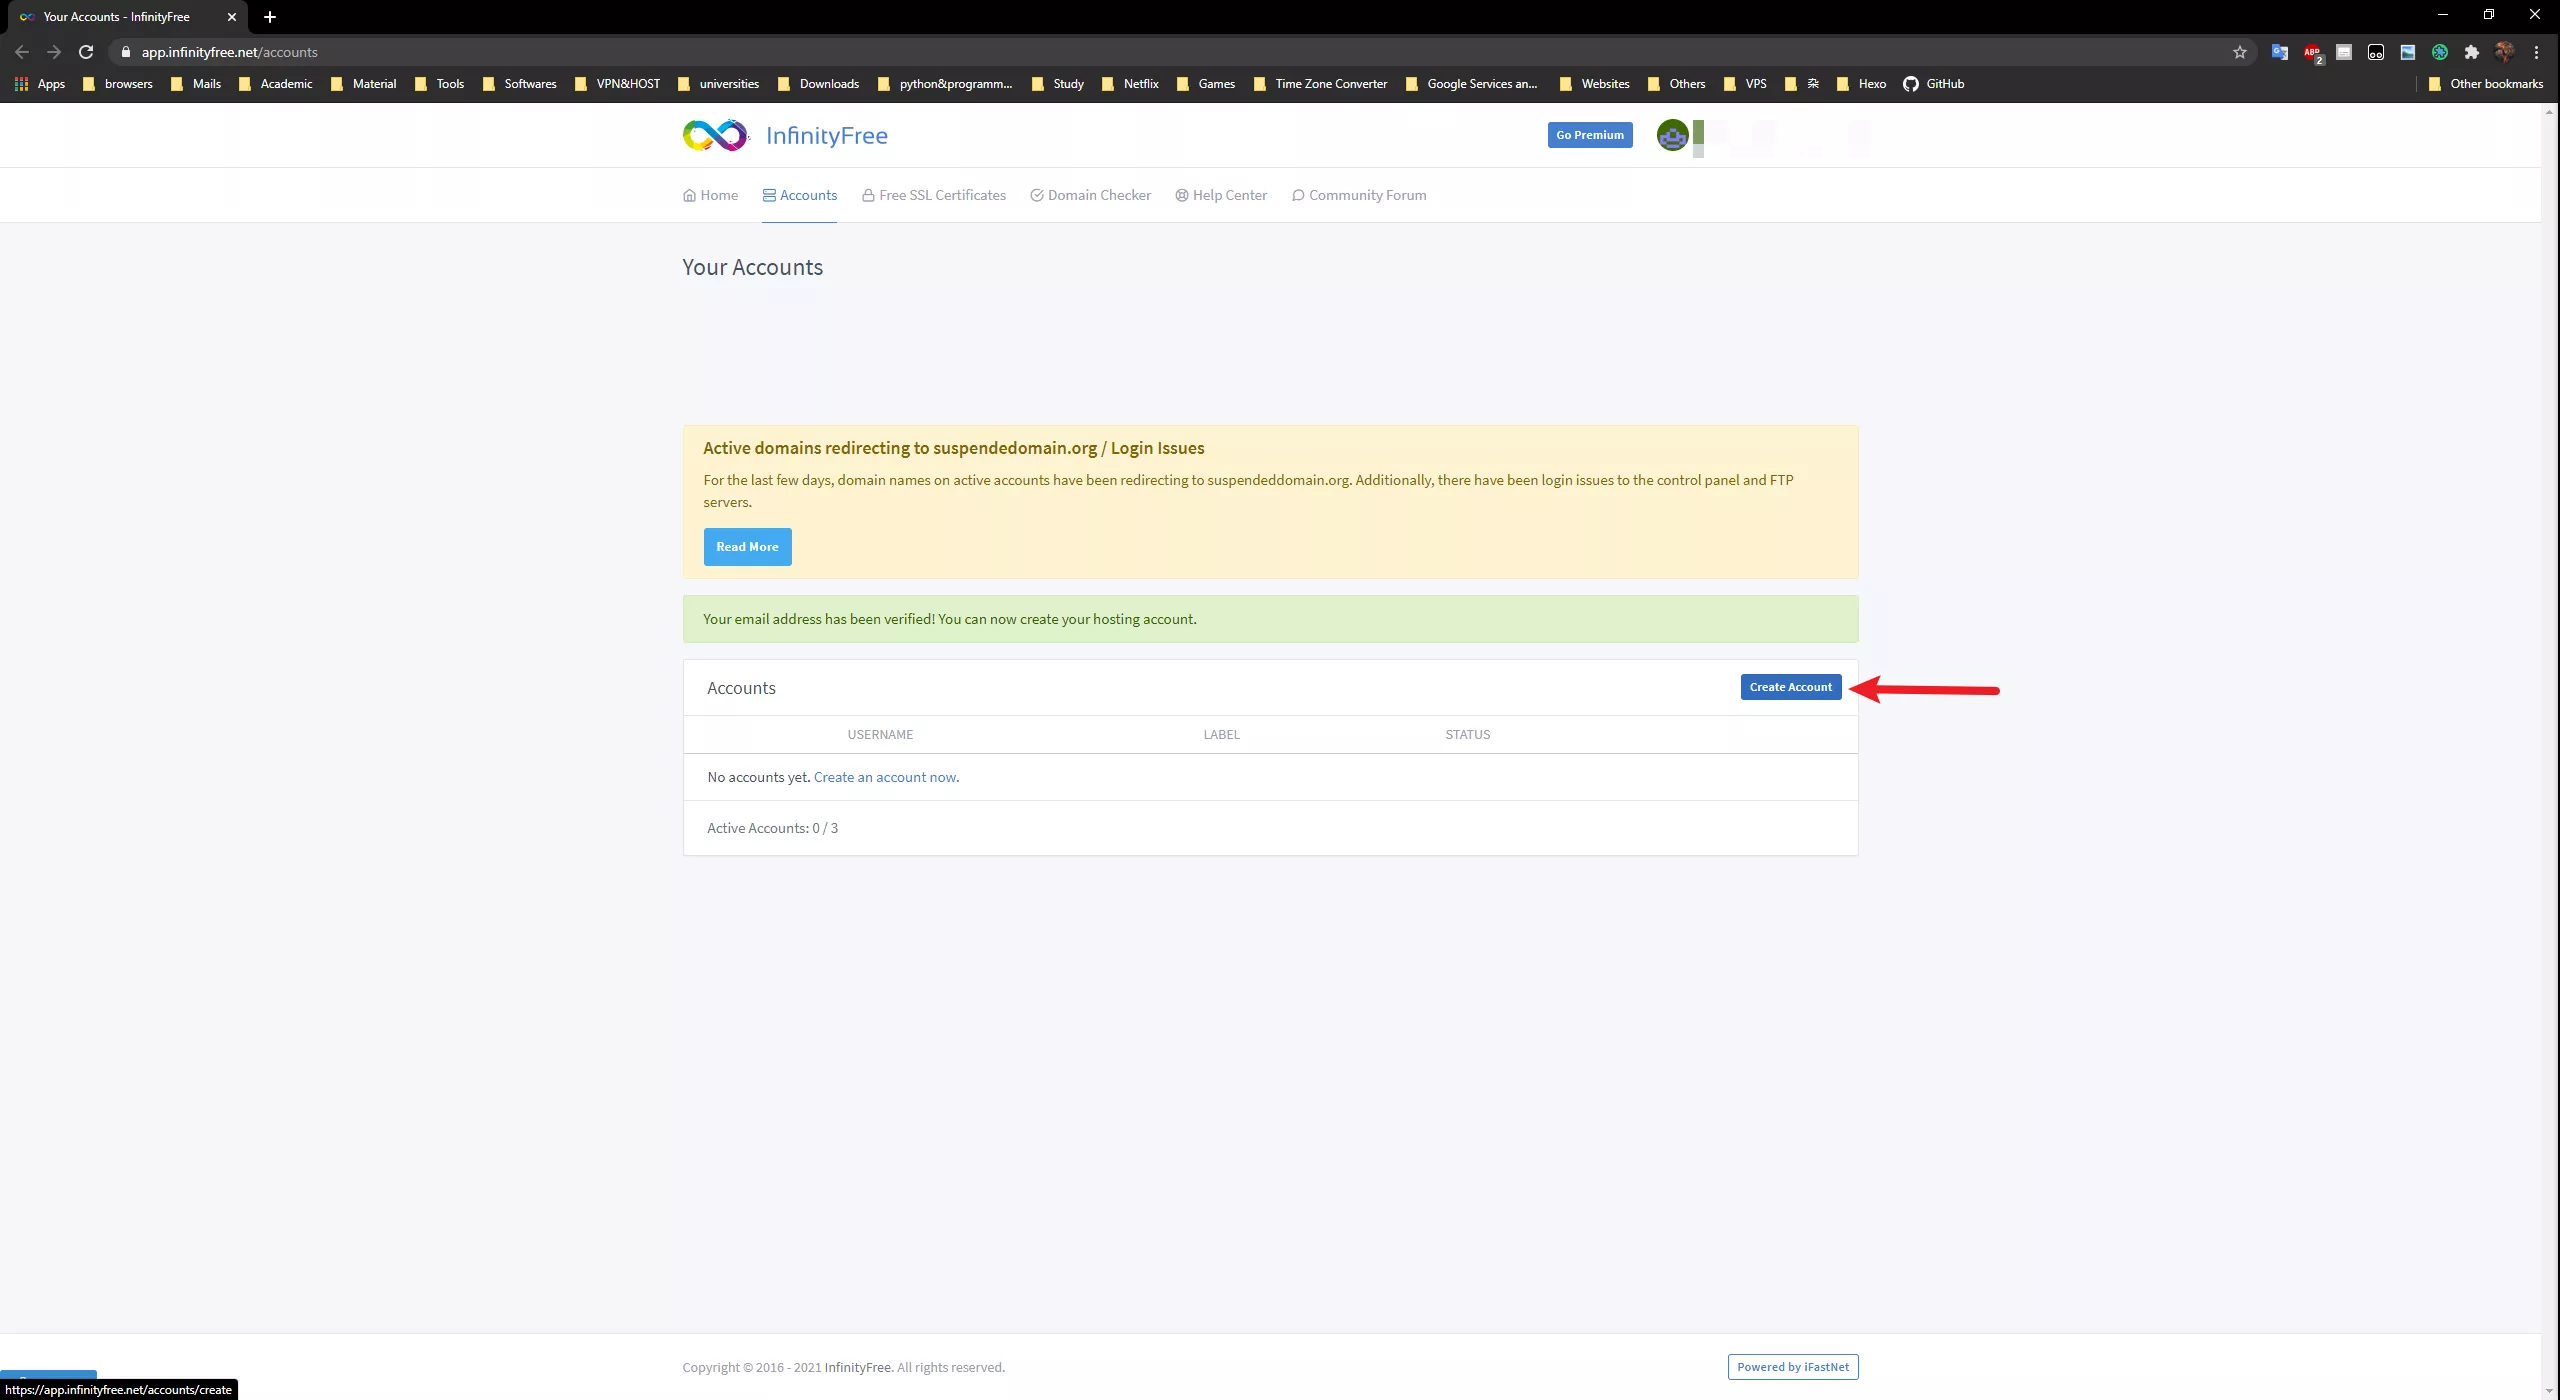 Your Accounts - InfinityFree
app.infinityfree.net/accounts
ABP
2
Apps browsers Mails Academic Material Tools Softwares VPN&HOST universities Downloads python&programm... Study Netflix Games Time Zone Converter Google Services an... Websites Others VPS 杂 Hexo GitHub Other bookmarks
InfinityFree
Go Premium
Home Accounts Free SSL Certificates Domain Checker Help Center Community Forum
Your Accounts
Active domains redirecting to suspendedomain.org / Login Issues
For the last few days, domain names on active accounts have been redirecting to suspendeddomain.org. Additionally, there have been login issues to the control panel and FTP
servers.
Read More
Your email address has been verified! You can now create your hosting account.
Accounts
Create Account
USERNAME LABEL STATUS
No accounts yet. Create an account now.
Active Accounts: 0 / 3
Copyright © 2016 - 2021 InfinityFree. All rights reserved.
Powered by iFastNet
https://app.infinityfree.net/accounts/create